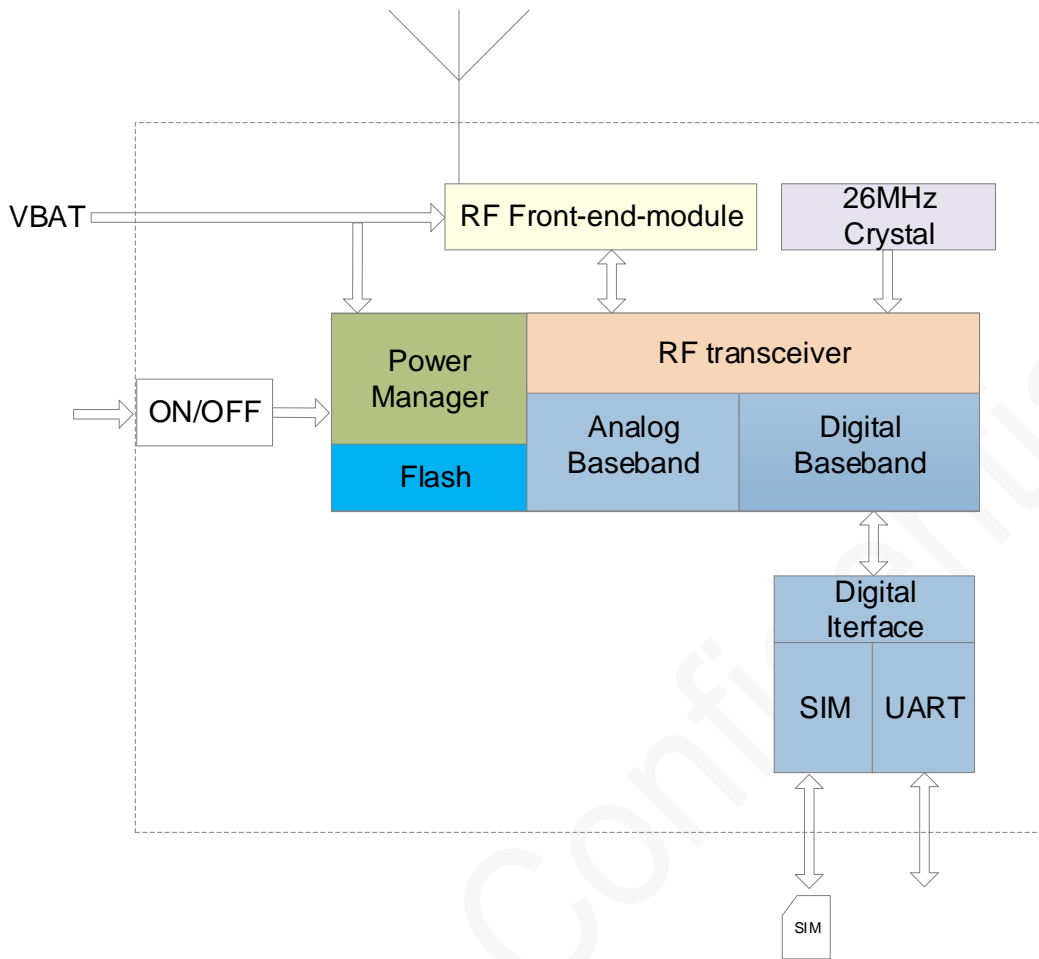 VBAT
RF Front-end-module
26MHz
Crystal
Power
Manager
RF transceiver
ON/OFF
Analog
Baseband
Digital
Baseband
Flash
Digital
Iterface
SIM
UART
SIM